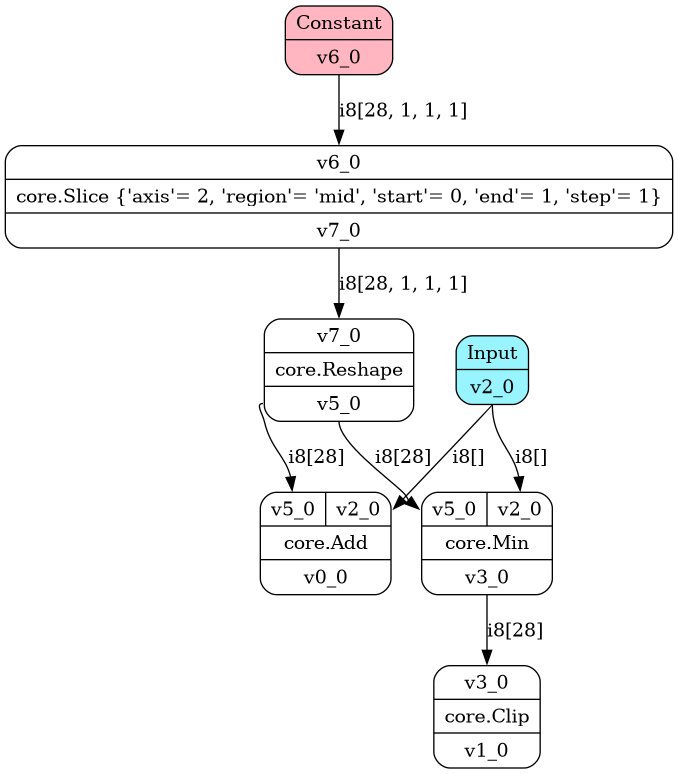 Constant
v6_0
i8[28, 1, 1, 1]
v6_0
core.Slice {'axis'= 2, 'region'= 'mid', 'start'= 0, 'end'= 1, 'step'= 1}
v7_0
i8[28, 1, 1, 1]
v7_0
core.Reshape
v5_0
Input
v2_0
i8[28]
i8[28]
i8[]
i8[]
v5_0 v2_0
core.Add
v0_0
v5_0 v2_0
core.Min
v3_0
i8[28]
v3_0
core.Clip
v1_0